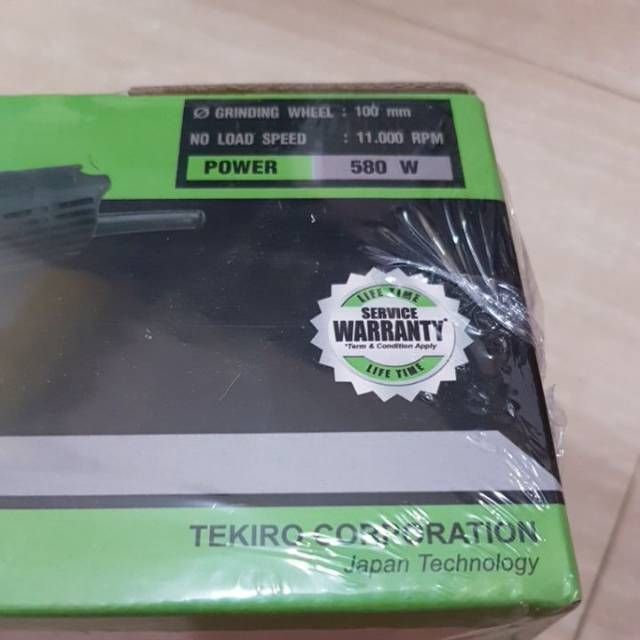 Ø GRINDING WHEEL : 100 mm
NO LOAD SPEED : 11.000 RPM
POWER 580 W
LIFE TIME
SERVICE
WARRANTY*
*Term & Condition Apply
LIFE TIME
TEKIRO CORPORATION
Japan Technology